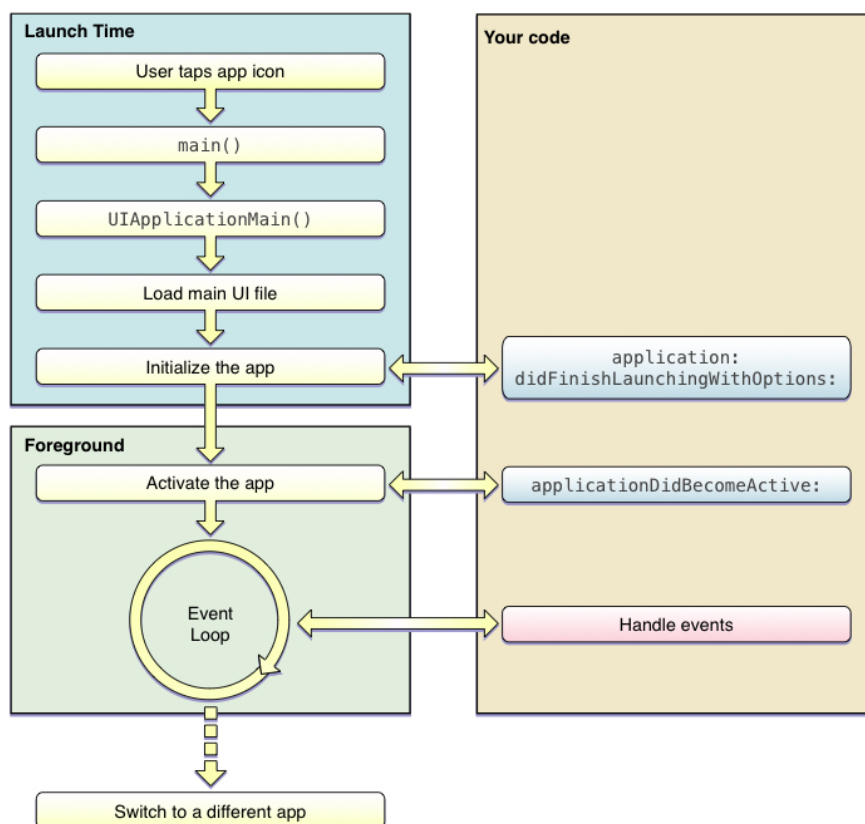 Launch Time
User taps app icon
main()
UIApplicationMain()
Load main UI file
Initialize the app
Foreground
Activate the app
Event
Loop
Switch to a different app
Your code
application:
didFinishLaunchingWithOptions:
applicationDidBecomeActive:
Handle events